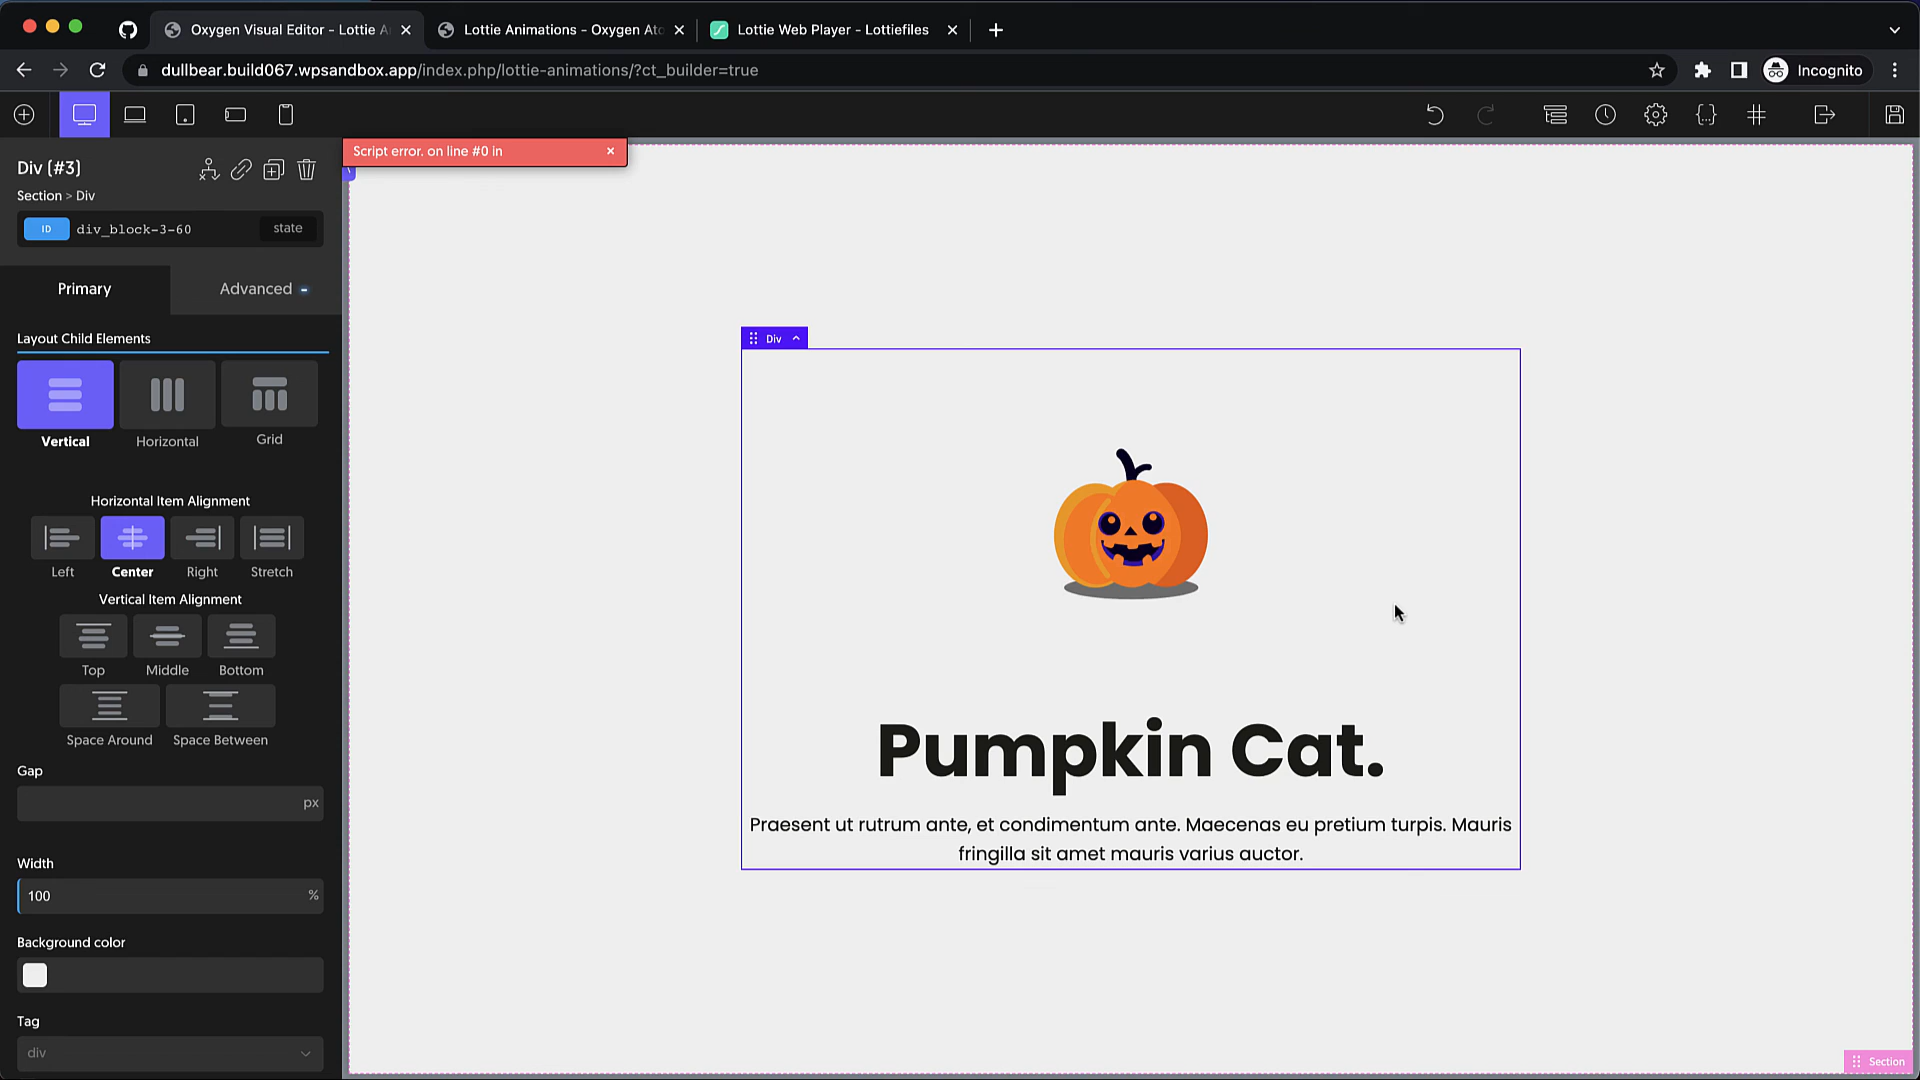 Oxygen Visual Editor - Lottie A
Lottie Animations - Oxygen Ato
Lottie Web Player - Lottiefiles
dullbear.build067.wpsandbox.app/index.php/lottie-animations/?ct_builder=true
Incognito
Script error. on line #0 in
Div (#3)
Section > Div
ID
div_block-3-60
state
Primary
Advanced
Layout Child Elements
Vertical
Horizontal
Grid
Horizontal Item Alignment
Left
Center
Right
Stretch
Vertical Item Alignment
Top
Middle
Bottom
Space Around
Space Between
Gap
px
Width
100
%
Background color
Tag
div
Div
Pumpkin Cat.
Praesent ut rutrum ante, et condimentum ante. Maecenas eu pretium turpis. Mauris
fringilla sit amet mauris varius auctor.
Section